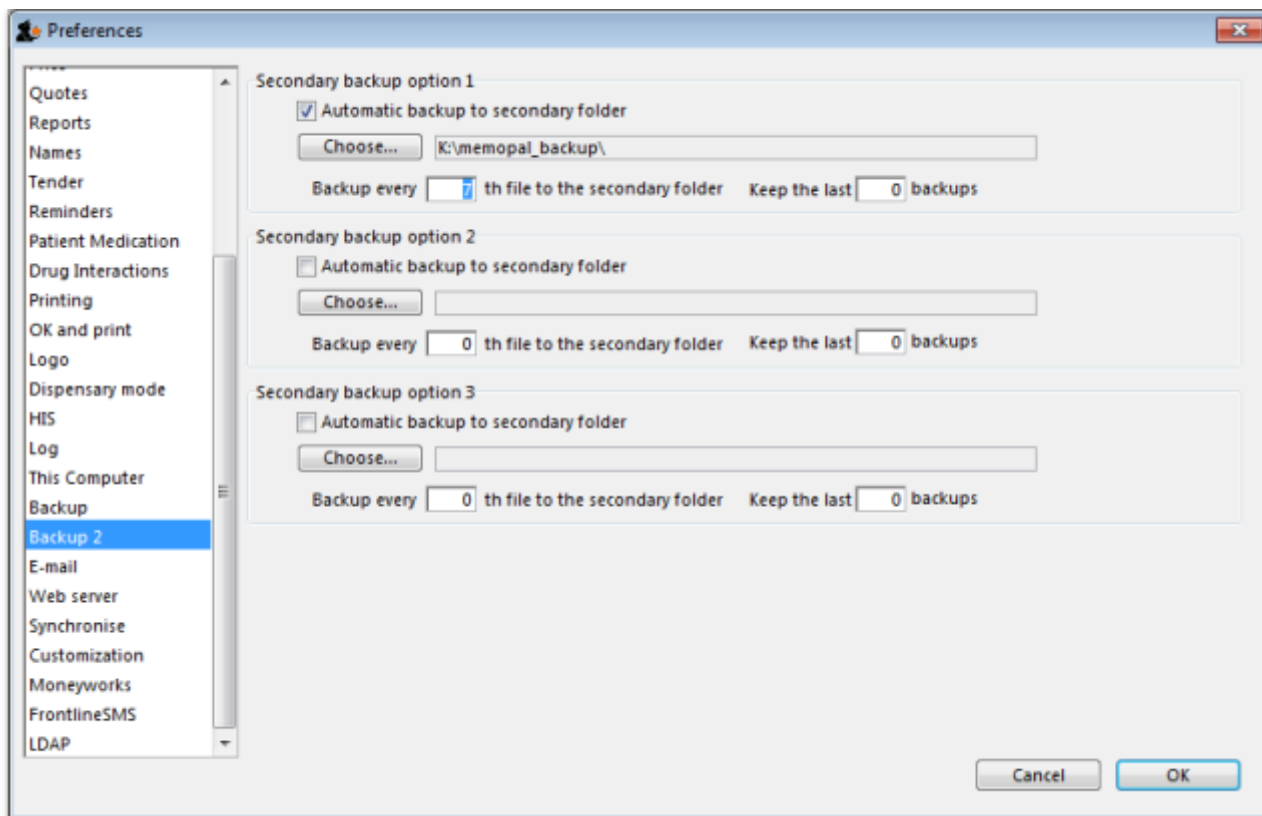 Preferences
Quotes
Reports
Names
Tender
Reminders
Patient Medication
Drug Interactions
Printing
OK and print
Logo
Dispensary mode
HIS
Log
This Computer
Backup
Backup 2
E-mail
Web server
Synchronise
Customization
Moneyworks
FrontlineSMS
LDAP
Secondary backup option 1
Automatic backup to secondary folder
Choose... K:\memopal_backup\
Backup every 7 th file to the secondary folder Keep the last 0 backups
Secondary backup option 2
Automatic backup to secondary folder
Choose...
Backup every 0 th file to the secondary folder Keep the last 0 backups
Secondary backup option 3
Automatic backup to secondary folder
Choose...
Backup every 0 th file to the secondary folder Keep the last 0 backups
Cancel OK